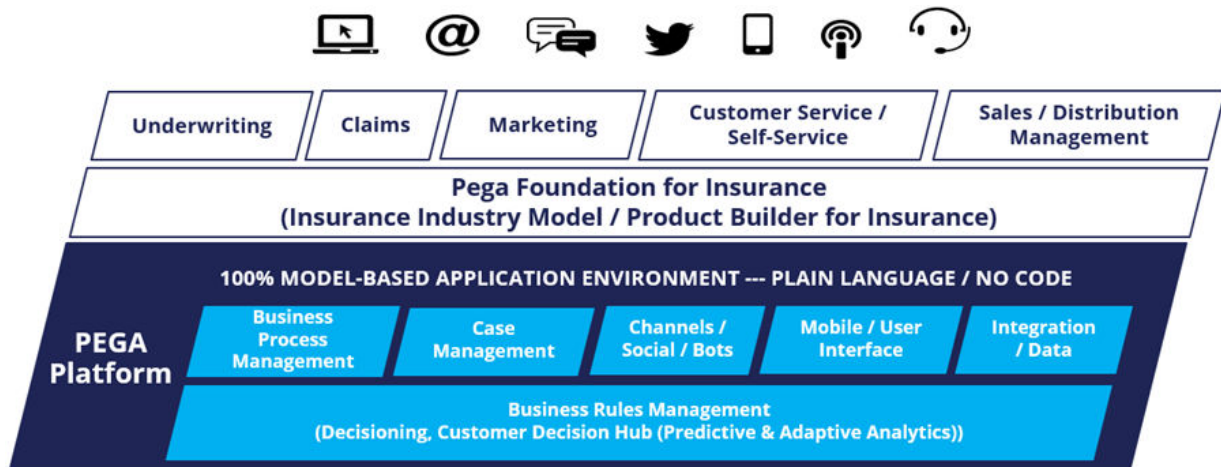 @
Underwriting
Claims
Marketing
Customer Service /
Self-Service
Sales / Distribution
Management
Pega Foundation for Insurance
(Insurance Industry Model / Product Builder for Insurance)
100% MODEL-BASED APPLICATION ENVIRONMENT --- PLAIN LANGUAGE / NO CODE
PEGA
Platform
Business
Process
Management
Case
Management
Channels /
Social / Bots
Mobile / User
Interface
Integration
/ Data
Business Rules Management
(Decisioning, Customer Decision Hub (Predictive & Adaptive Analytics))